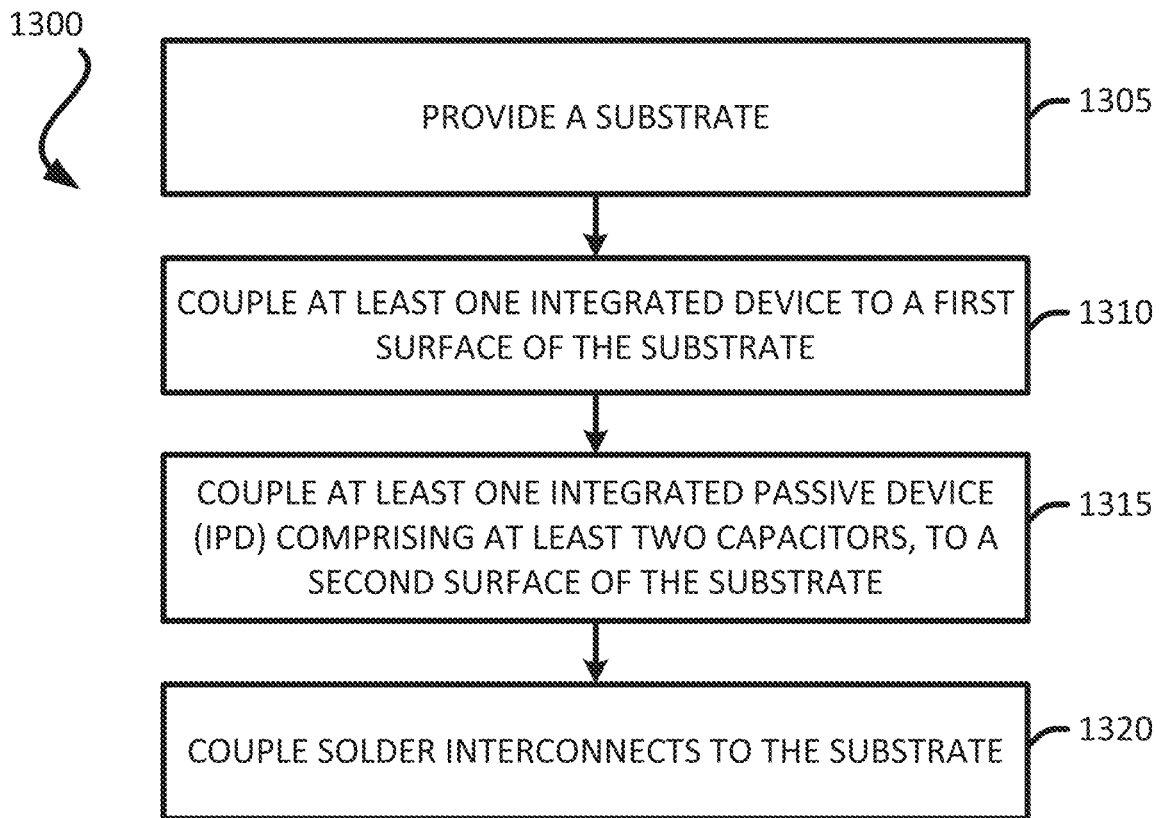 1300
PROVIDE A SUBSTRATE
1305
COUPLE AT LEAST ONE INTEGRATED DEVICE TO A FIRST
SURFACE OF THE SUBSTRATE
1310
COUPLE AT LEAST ONE INTEGRATED PASSIVE DEVICE
(IPD) COMPRISING AT LEAST TWO CAPACITORS, TO A
SECOND SURFACE OF THE SUBSTRATE
1315
COUPLE SOLDER INTERCONNECTS TO THE SUBSTRATE
1320